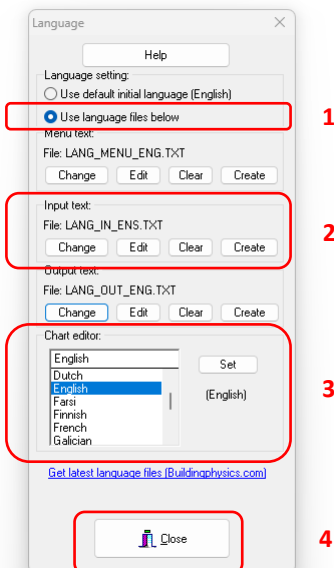 Language
Help
Language setting:
Use default initial language (English)
Use language files below
1
Menu text:
File: LANG_MENU_ENG.TXT
Change Edit Clear Create
Input text:
File: LANG_IN_ENS.TXT
2
Change Edit Clear Create
Output text:
File: LANG_OUT_ENG.TXT
Change Edit Clear Create
Chart editor:
English
Set
Dutch
English
(English)
3
Farsi
Finnish
French
Galician
Get latest language files (Buildingphysics.com)
Close
4